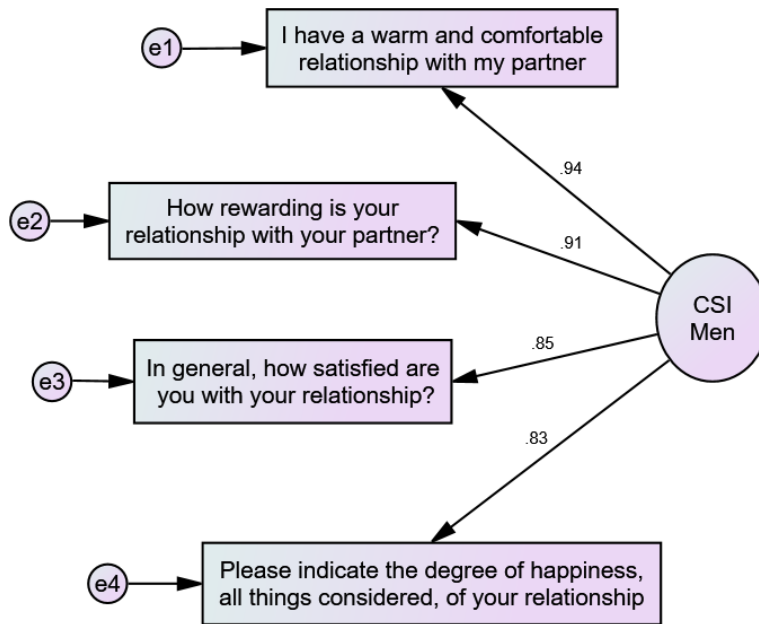 e1
I have a warm and comfortable
relationship with my partner
.94
e2
How rewarding is your
relationship with your partner?
.91
CSI
Men
e3
In general, how satisfied are
you with your relationship?
.85
.83
e4
Please indicate the degree of happiness,
all things considered, of your relationship